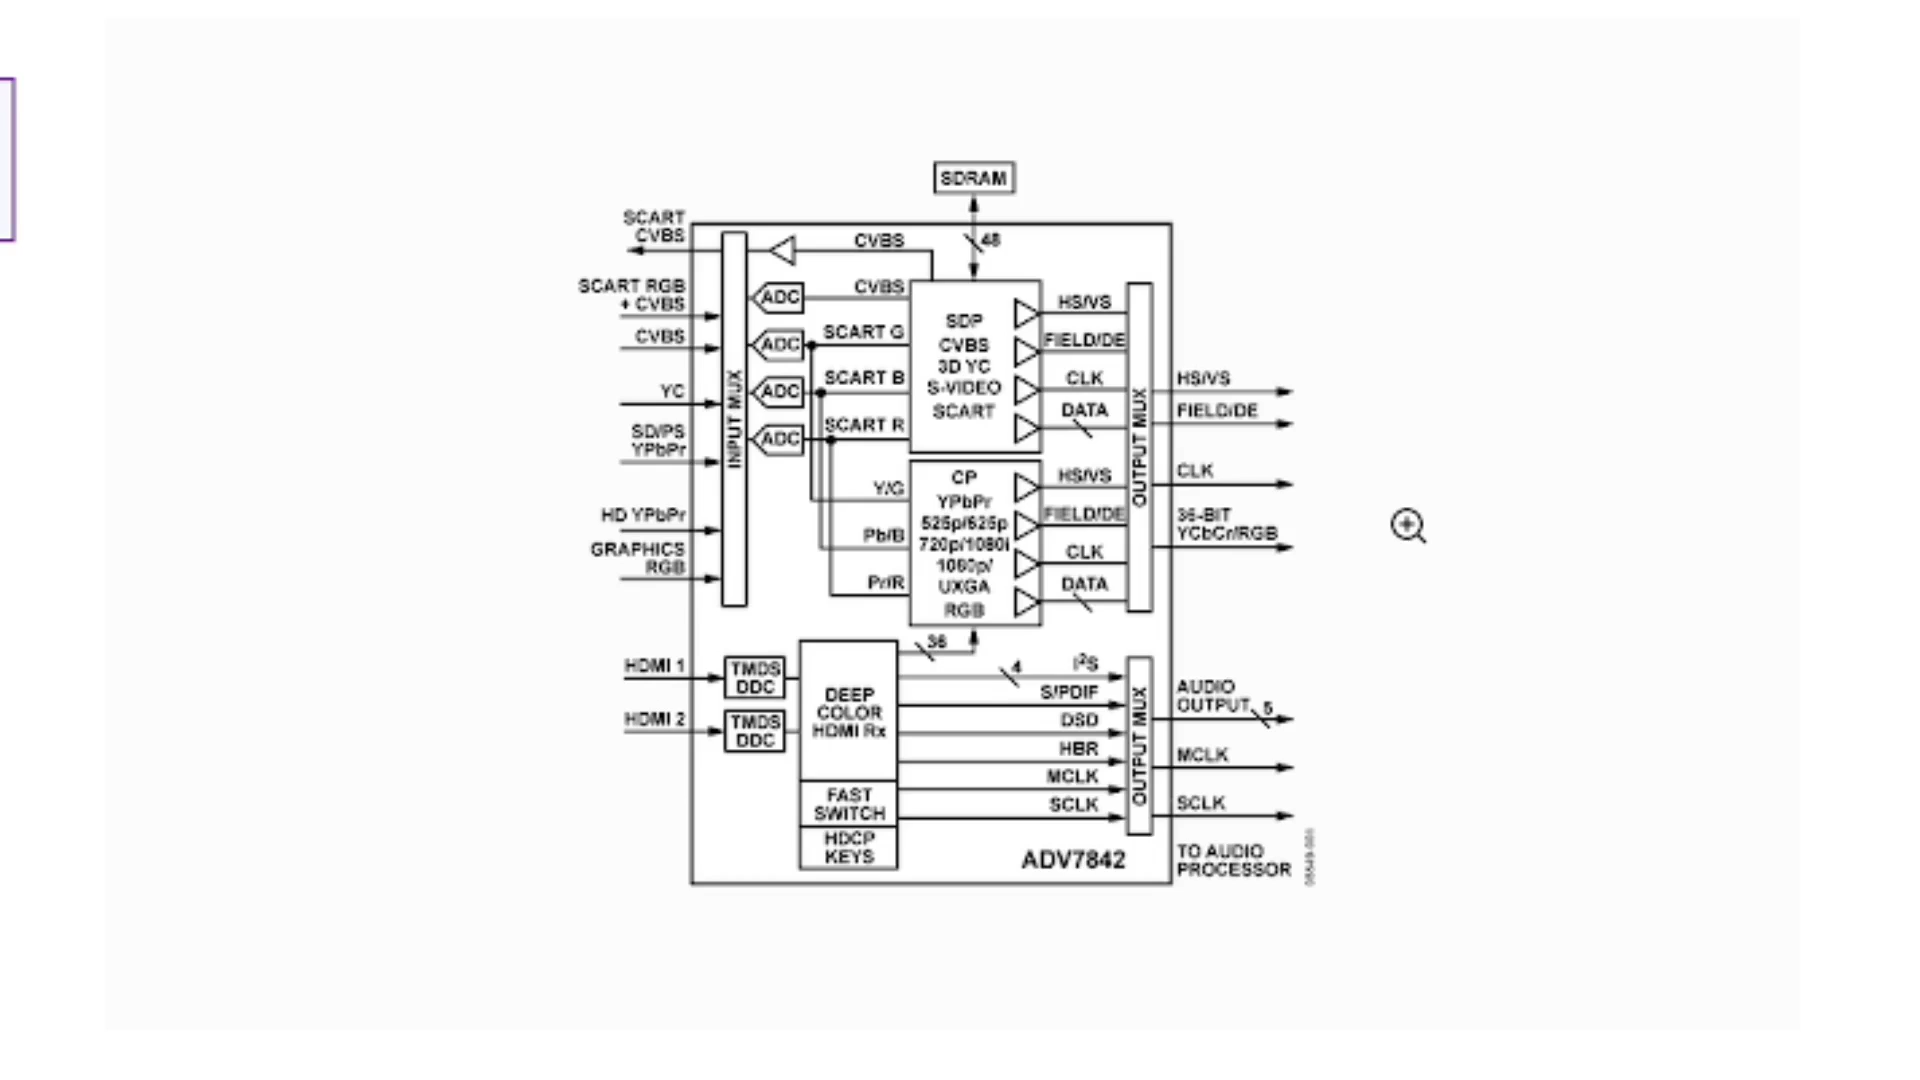 SDRAM
48
SCART
CVBS
CVBS
SCART RGB
+ CVBS
CVBS
YC
SD/PS
YPbPr
HD YPbPr
GRAPHICS
RGB
INPUT MUX
ADC
ADC
ADC
ADC
CVBS
SCART G
SCART B
SCART R
Y/G
Pb/B
Pr/R
SDP
CVBS
3D YC
S-VIDEO
SCART
HS/VS
FIELD/DE
CLK
DATA
CP
YPbPr
525p/625p
720p/1080i
1080p/
UXGA
RGB
HS/VS
FIELD/DE
CLK
DATA
OUTPUT MUX
HS/VS
FIELD/DE
CLK
36-BIT
YCbCr/RGB
HDMI 1
HDMI 2
TMDS
DDC
TMDS
DDC
DEEP
COLOR
HDMI Rx
FAST
SWITCH
HDCP
KEYS
36
4
I²S
S/PDIF
DSD
HBR
MCLK
SCLK
OUTPUT MUX
AUDIO
OUTPUT
5
MCLK
SCLK
TO AUDIO
PROCESSOR
ADV7842